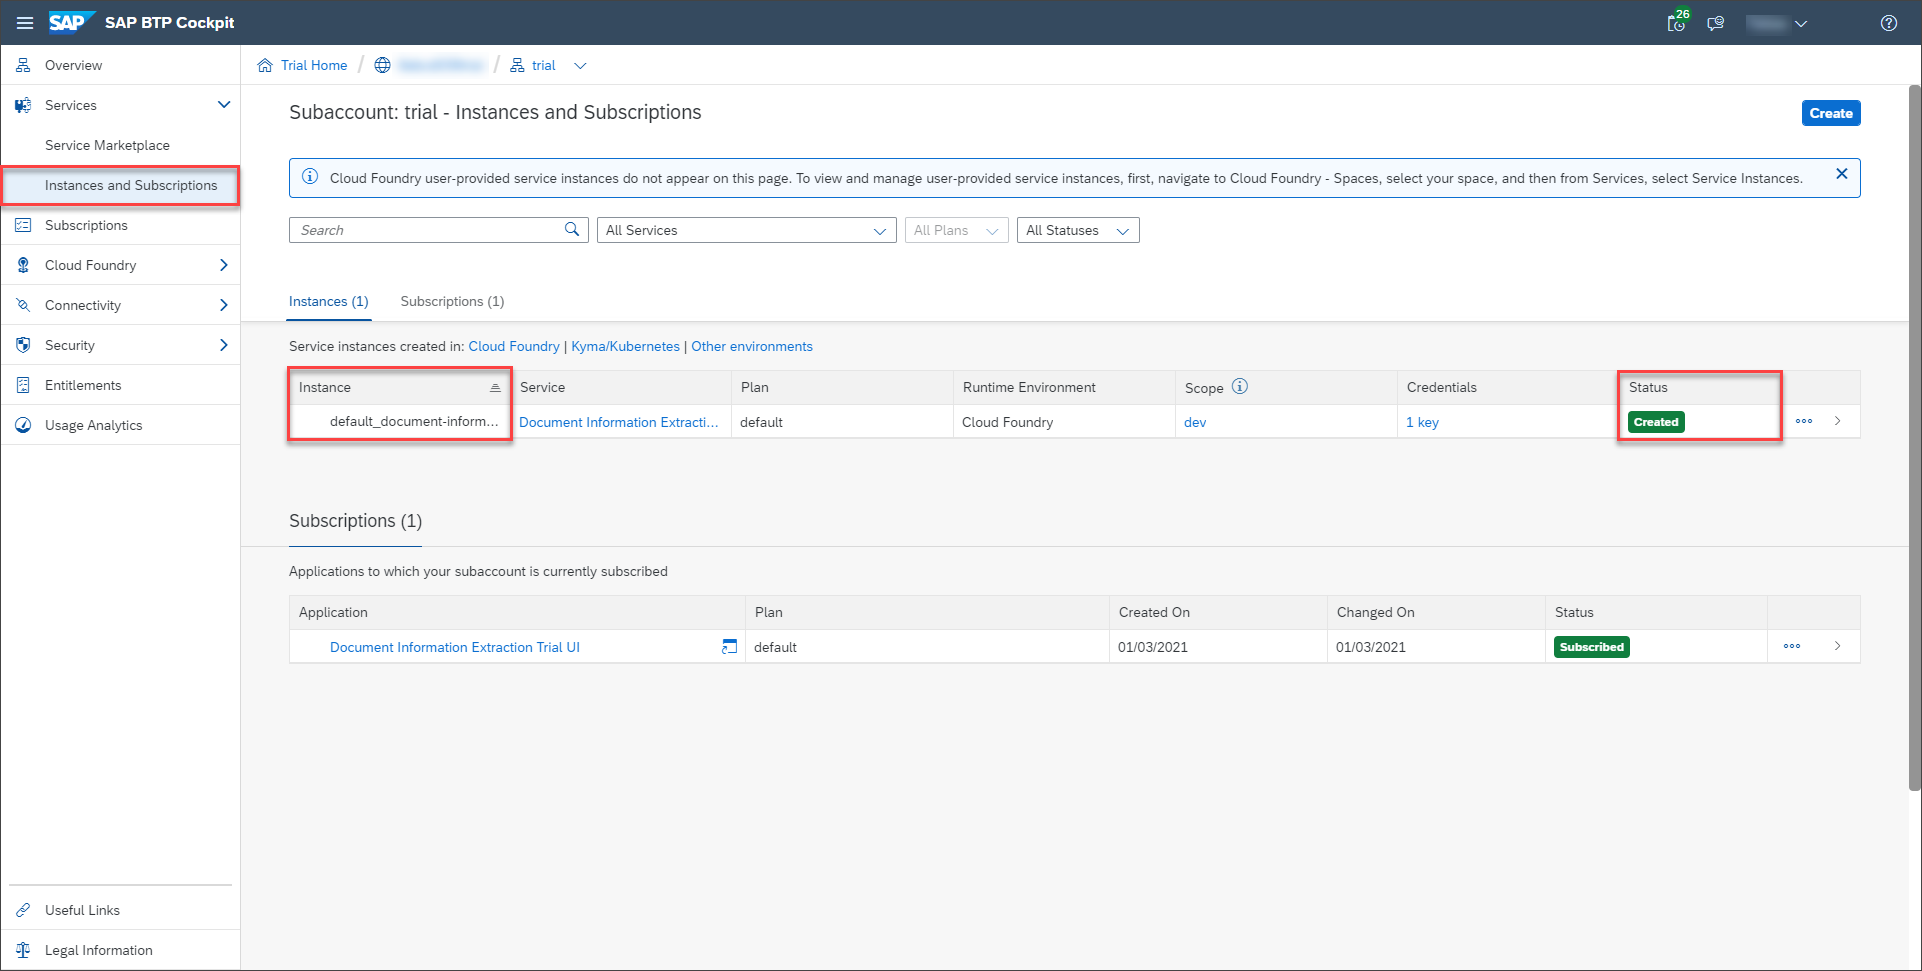 SAP SAP BTP Cockpit
26
Overview
Services
Service Marketplace
Instances and Subscriptions
Subscriptions
Cloud Foundry
Connectivity
Security
Entitlements
Usage Analytics
Useful Links
Legal Information
Trial Home / / trial
Subaccount: trial - Instances and Subscriptions
Create
Cloud Foundry user-provided service instances do not appear on this page. To view and manage user-provided service instances, first, navigate to Cloud Foundry - Spaces, select your space, and then from Services, select Service Instances.
Search All Services All Plans All Statuses
Instances (1) Subscriptions (1)
Service instances created in: Cloud Foundry | Kyma/Kubernetes | Other environments
Instance Service Plan Runtime Environment Scope Credentials Status
default_document-inform... Document Information Extracti... default Cloud Foundry dev 1 key Created
Subscriptions (1)
Applications to which your subaccount is currently subscribed
Application Plan Created On Changed On Status
Document Information Extraction Trial UI default 01/03/2021 01/03/2021 Subscribed